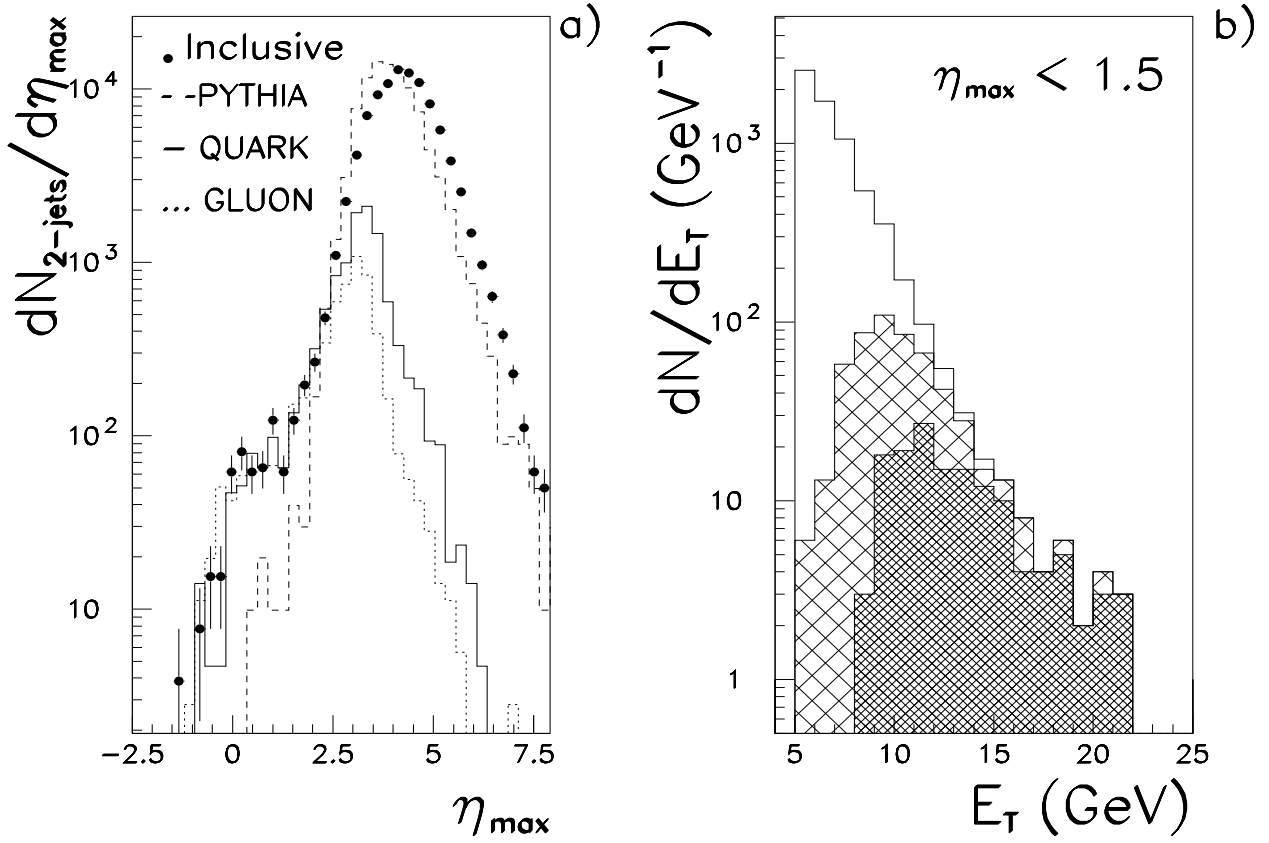 a)
Inclusive
- -PYTHIA
– QUARK
... GLUON
dN2-jets/dηmax
10^4
10^3
10^2
10
-2.5 0 2.5 5 7.5
ηmax
b)
ηmax < 1.5
dN/dE_T (GeV^-1)
10^3
10^2
10
1
5 10 15 20 25
E_T (GeV)